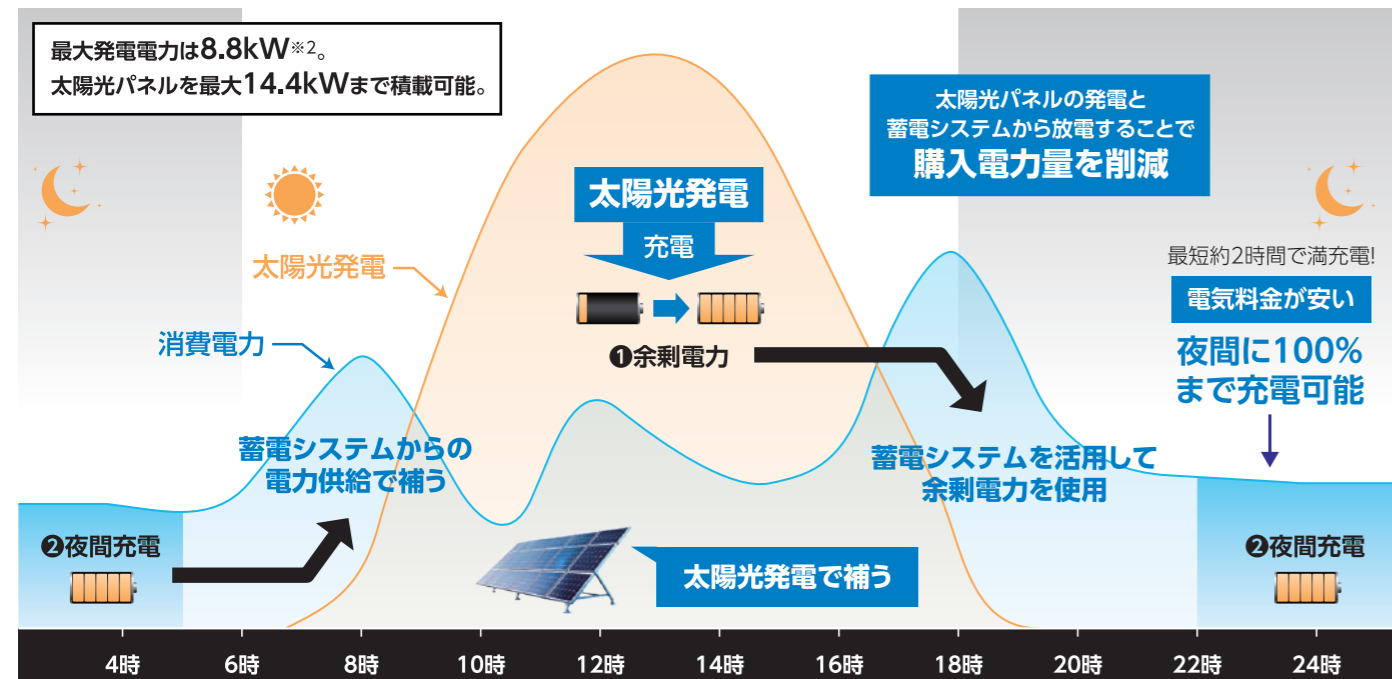 最大発電電力は8.8kW※2。
太陽光パネルを最大14.4kWまで積載可能。
太陽光パネルの発電と
蓄電システムから放電することで
購入電力量を削減
太陽光発電
充電
太陽光発電
消費電力
❶余剰電力
最短約2時間で満充電!
電気料金が安い
夜間に100%
まで充電可能
蓄電システムからの
電力供給で補う
蓄電システムを活用して
余剰電力を使用
❷夜間充電
太陽光発電で補う
❷夜間充電
4時 6時 8時 10時 12時 14時 16時 18時 20時 22時 24時